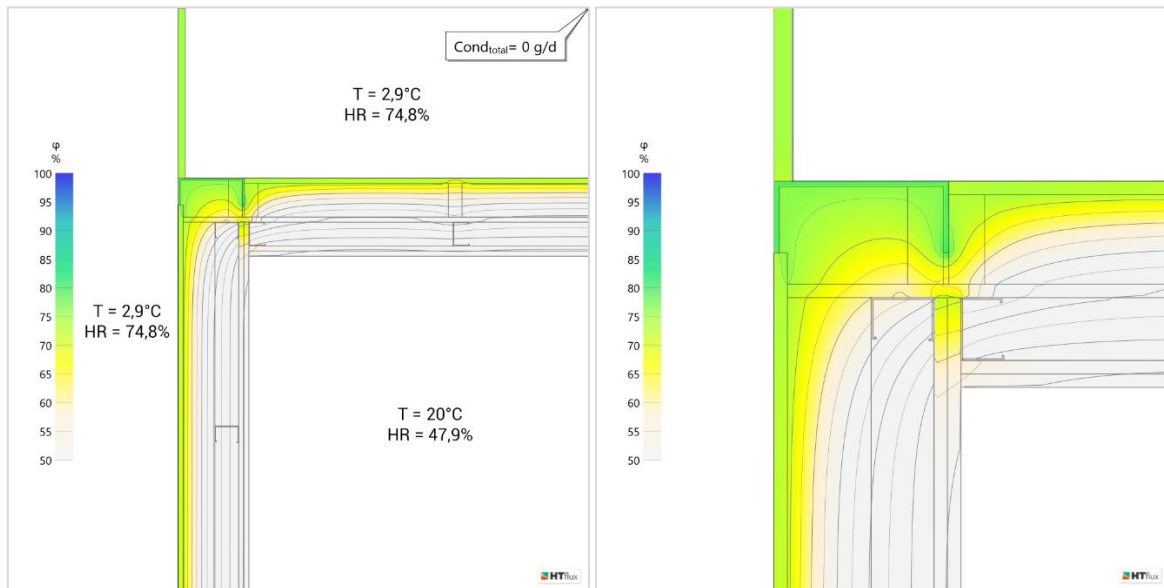 Cond total = 0 g/d
T = 2,9°C
HR = 74,8%
φ
%
100
95
90
85
80
75
70
65
60
55
50
T = 2,9°C
HR = 74,8%
T = 20°C
HR = 47,9%
HTflux
φ
%
100
95
90
85
80
75
70
65
60
55
50
HTflux